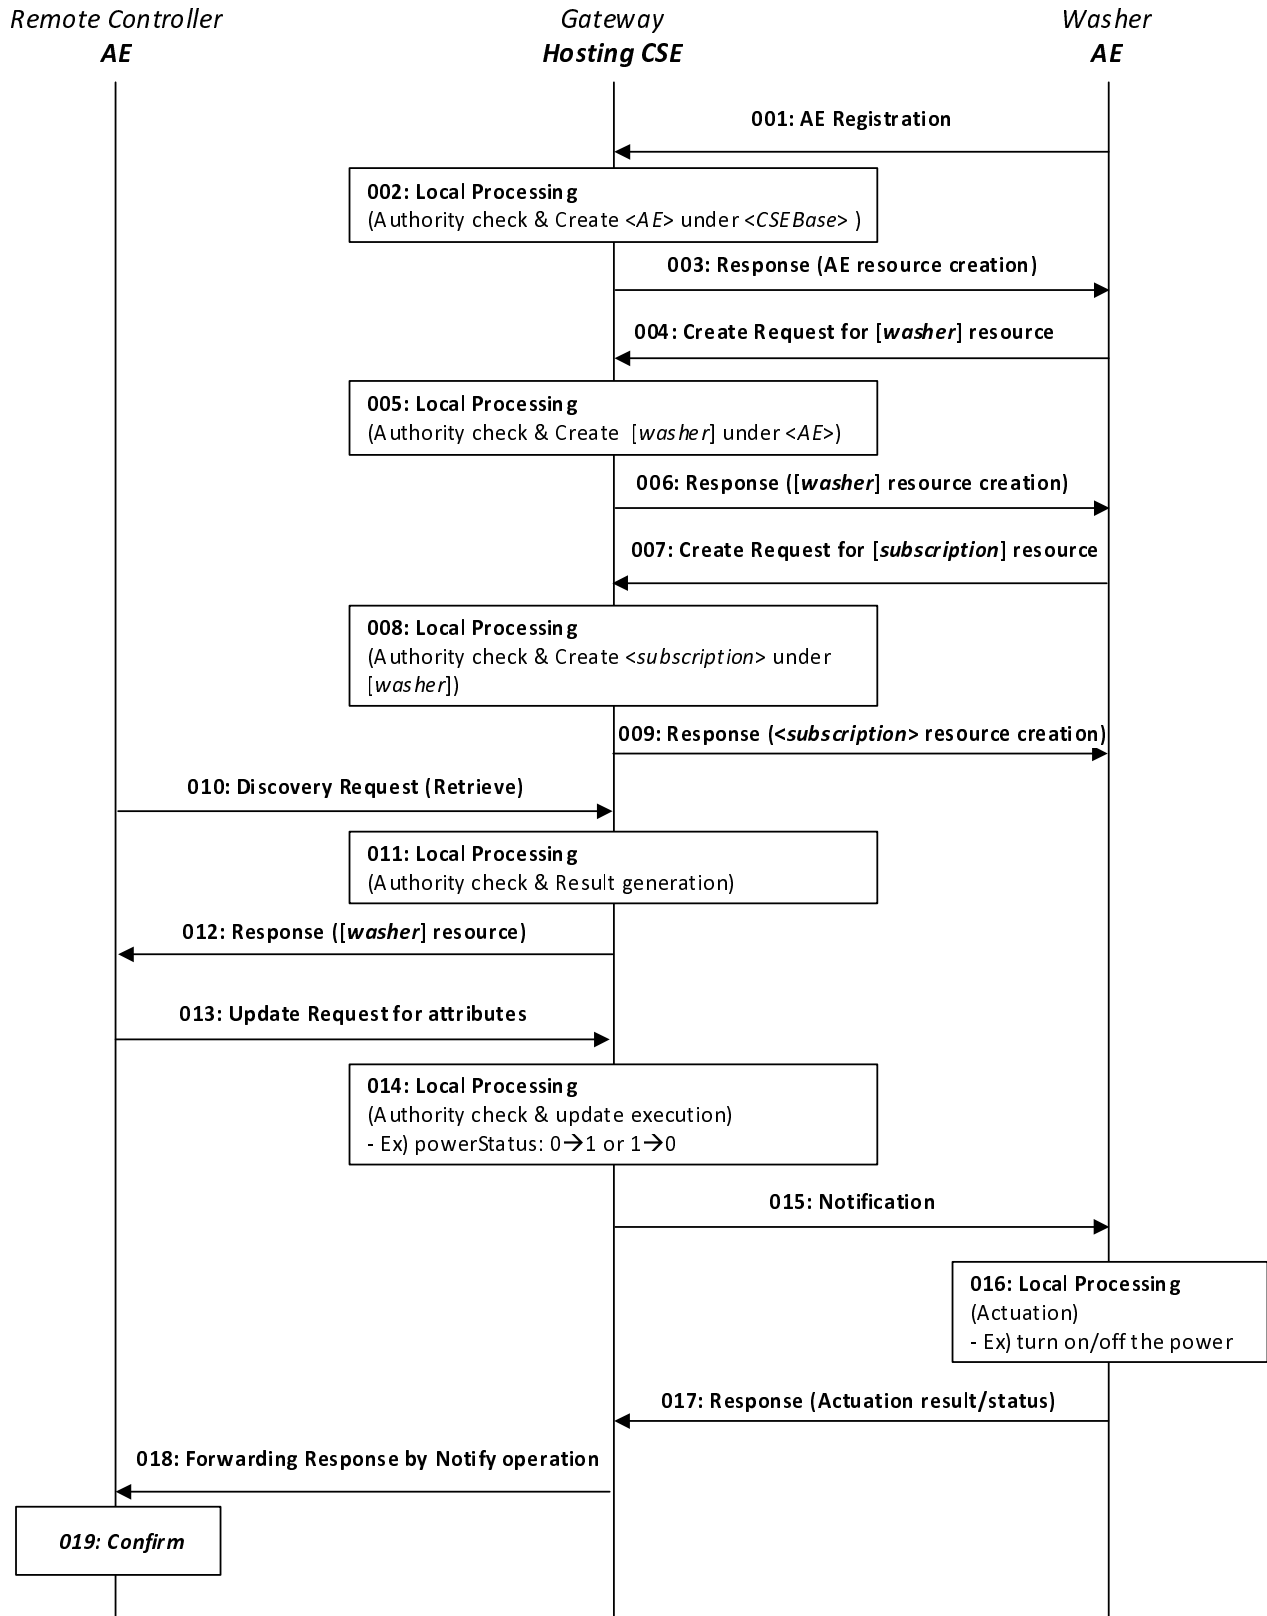 Remote Controller
AE
Gateway
Hosting CSE
Washer
AE
001: AE Registration
002: Local Processing
(Authority check & Create <AE> under <CSEBase> )
003: Response (AE resource creation)
004: Create Request for [washer] resource
005: Local Processing
(Authority check & Create [washer] under <AE>)
006: Response ([washer] resource creation)
007: Create Request for [subscription] resource
008: Local Processing
(Authority check & Create <subscription> under
[washer])
009: Response (<subscription> resource creation)
010: Discovery Request (Retrieve)
011: Local Processing
(Authority check & Result generation)
012: Response ([washer] resource)
013: Update Request for attributes
014: Local Processing
(Authority check & update execution)
- Ex) powerStatus: 0→1 or 1→0
015: Notification
016: Local Processing
(Actuation)
- Ex) turn on/off the power
017: Response (Actuation result/status)
018: Forwarding Response by Notify operation
019: Confirm